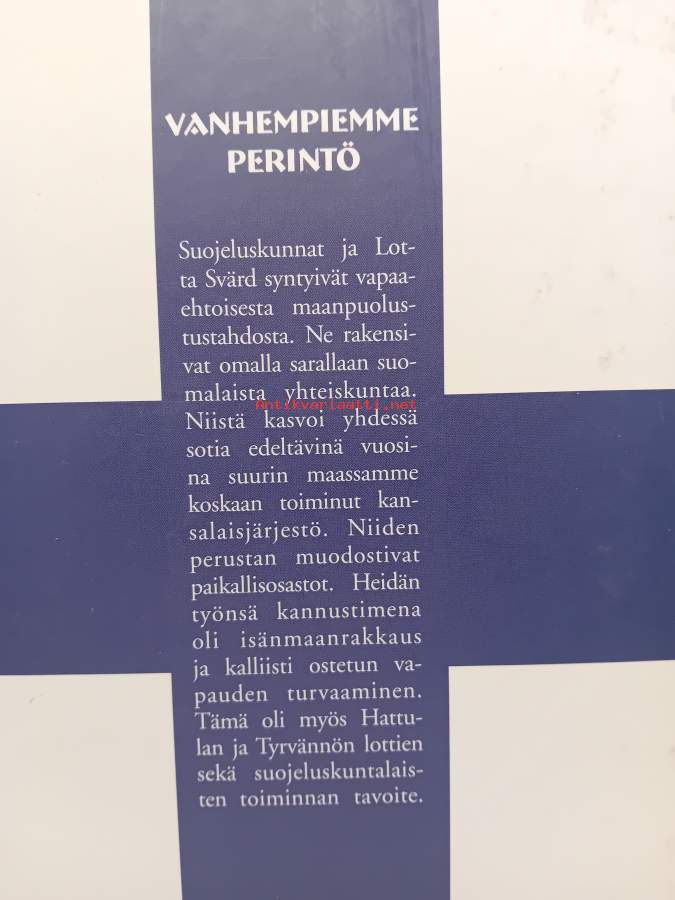 VANHEMPIEMME
PERINTÖ
Suojeluskunnat ja Lot-
ta Svärd syntyivät vapaa-
ehtoisesta maanpuolus-
tustahdosta. Ne rakensi-
vat omalla sarallaan suo-
malaista yhteiskuntaa.
Antikvariaatti.net
Niistä kasvoi yhdessä
sotia edeltävinä vuosi-
na suurin maassamme
koskaan toiminut kan-
salaisjärjestö. Niiden
perustan muodostivat
paikallisosastot. Heidän
työnsä kannustimena
oli isänmaanrakkaus
ja kalliisti ostetun va-
pauden turvaaminen.
Tämä oli myös Hattu-
lan ja Tyrvännön lottien
sekä suojeluskuntalais-
ten toiminnan tavoite.